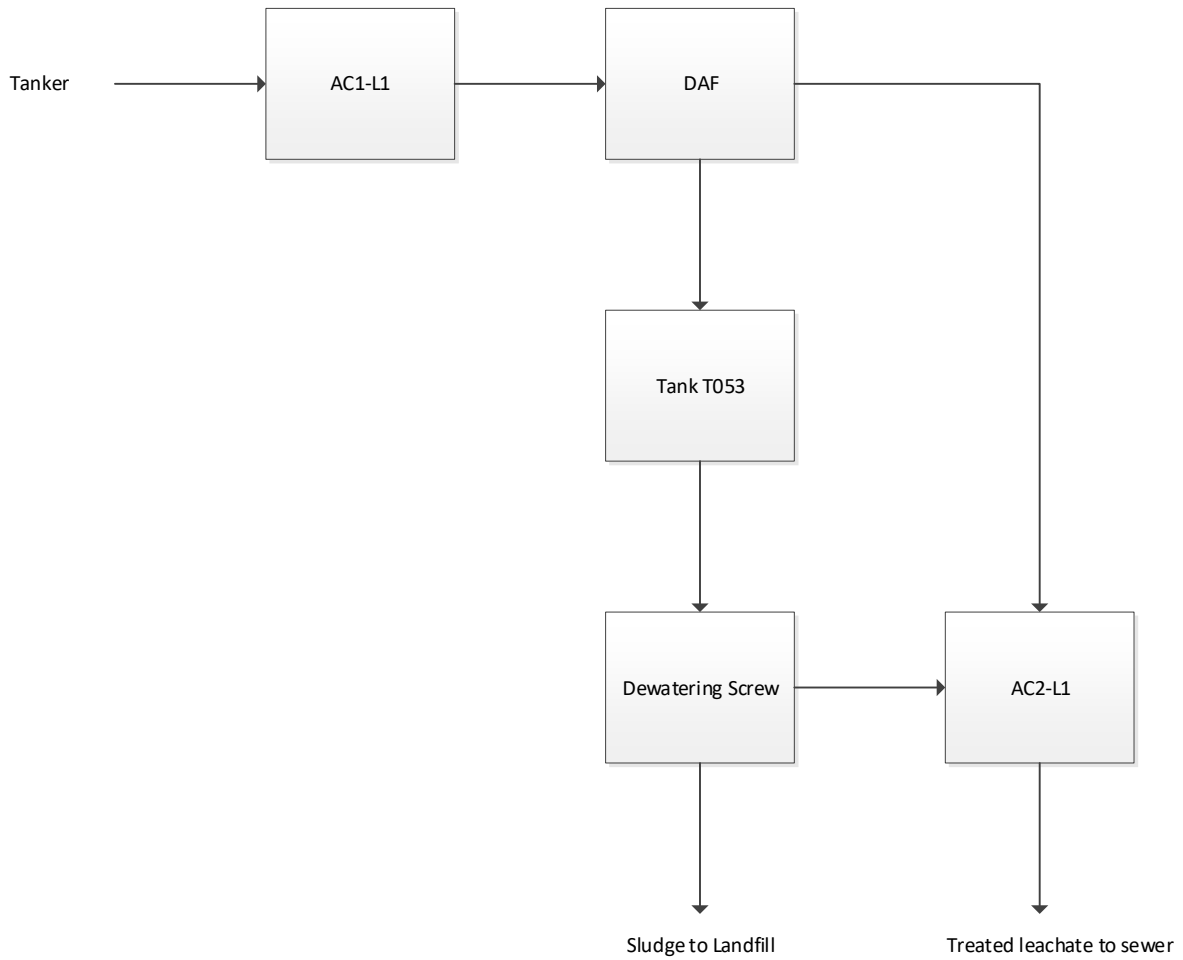 Tanker
AC1-L1
DAF
Tank T053
Dewatering Screw
AC2-L1
Sludge to Landfill
Treated leachate to sewer